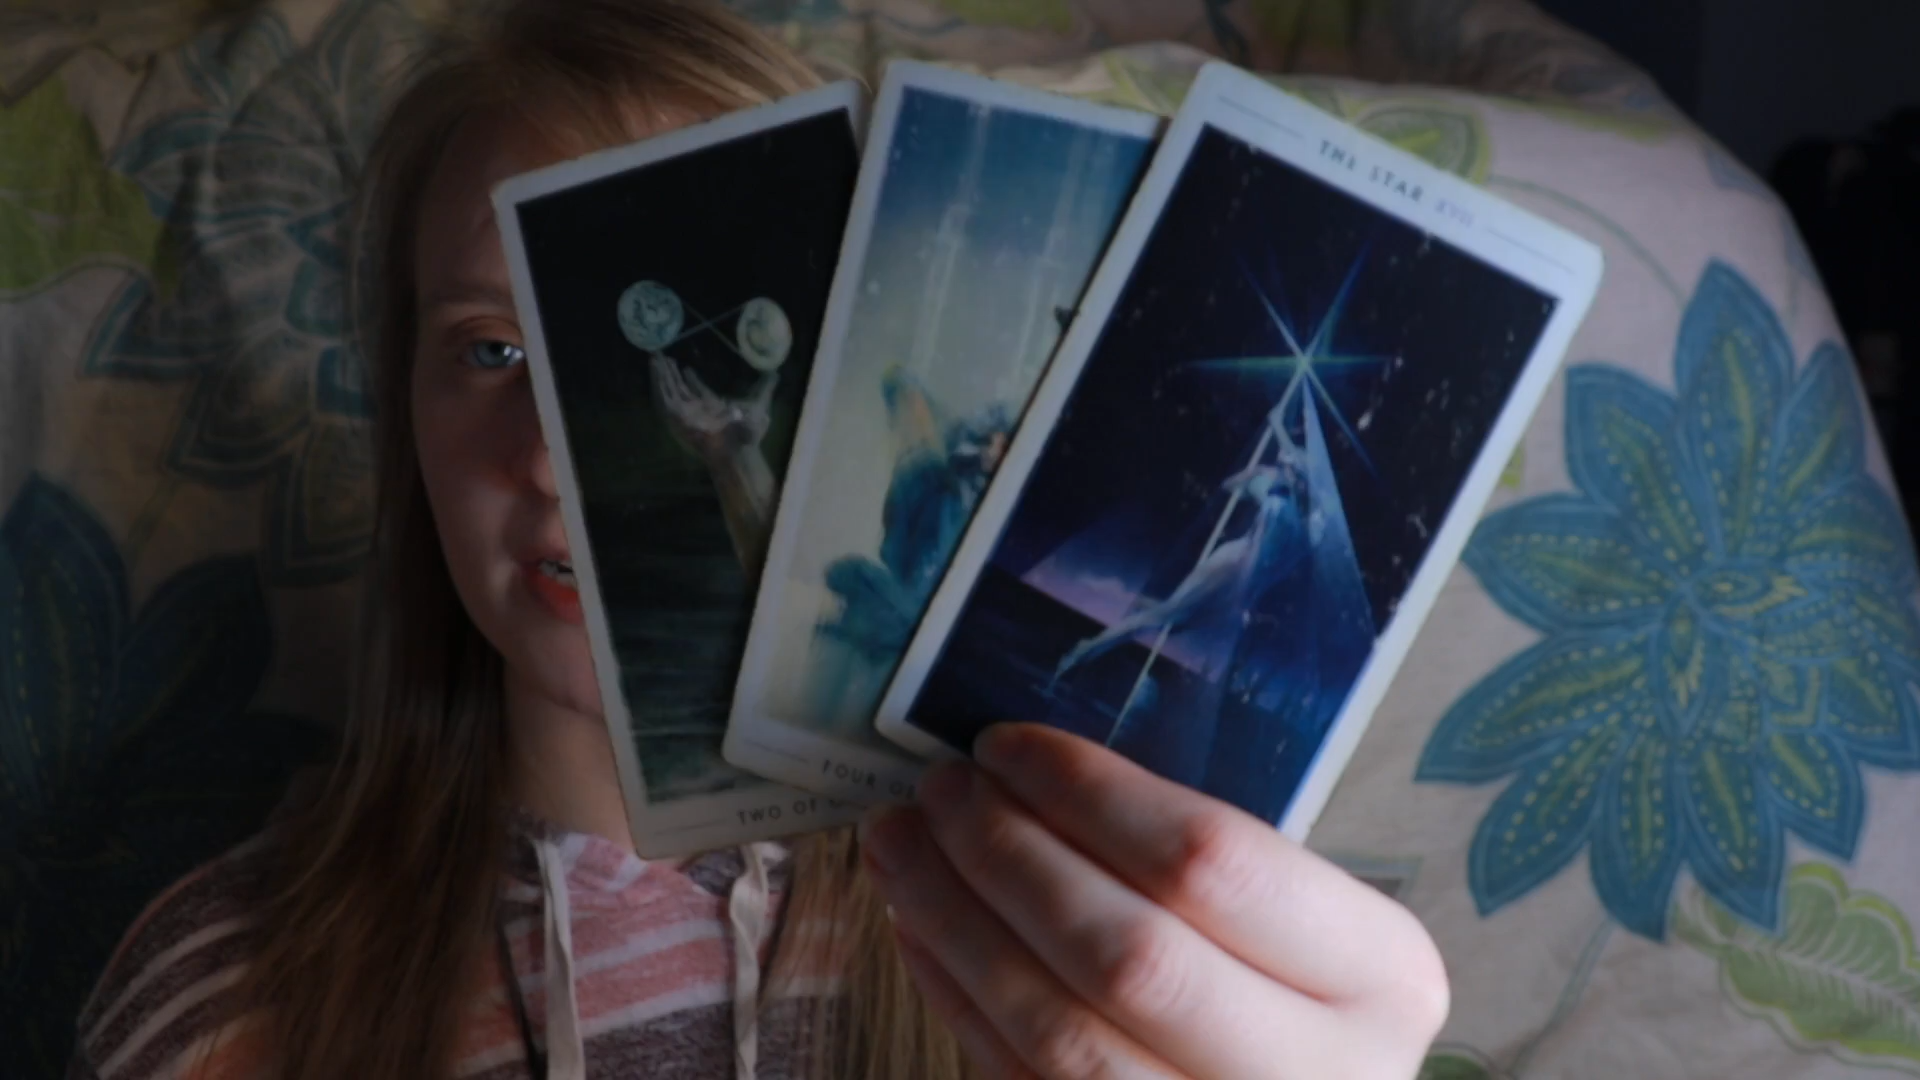 THE STAR XVII
FOUR OF
TWO OF